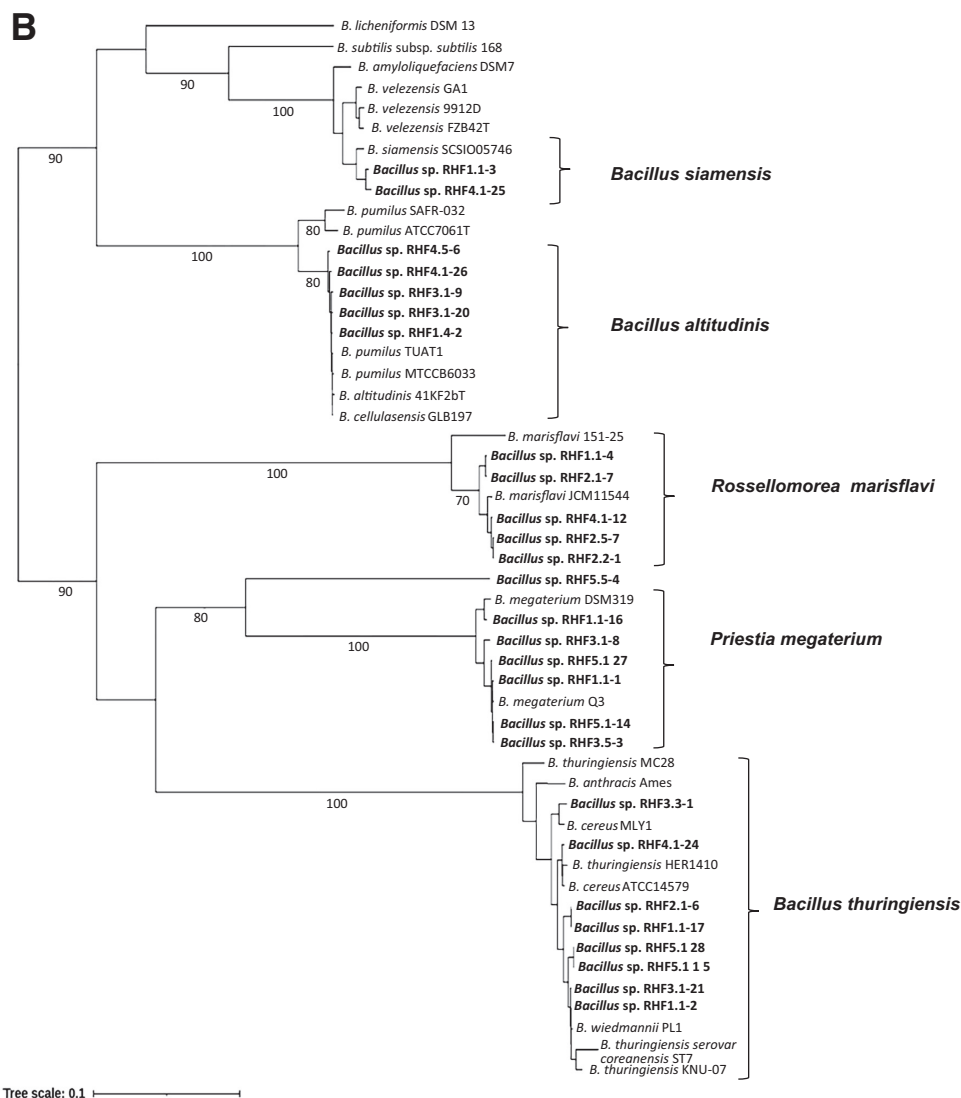 B
B. licheniformis DSM 13
B. subtilis subsp. subtilis 168
B. amyloliquefaciens DSM7
90
B. velezensis GA1
100
B. velezensis 9912D
B. velezensis FZB42T
90
B. siamensis SCSIO05746
Bacillus sp. RHF1.1-3
Bacillus siamensis
Bacillus sp. RHF4.1-25
B. pumilus SAFR-032
80
B. pumilus ATCC7061T
100
Bacillus sp. RHF4.5-6
Bacillus sp. RHF4.1-26
80
Bacillus sp. RHF3.1-9
Bacillus sp. RHF3.1-20
Bacillus altitudinis
Bacillus sp. RHF1.4-2
B. pumilus TUAT1
B. pumilus MTCCB6033
B. altitudinis 41KF2bT
B. cellulasensis GLB197
B. marisflavi 151-25
Bacillus sp. RHF1.1-4
100
Bacillus sp. RHF2.1-7
Rossellomorea marisflavi
70
B. marisflavi JCM11544
Bacillus sp. RHF4.1-12
Bacillus sp. RHF2.5-7
Bacillus sp. RHF2.2-1
90
Bacillus sp. RHF5.5-4
B. megaterium DSM319
80
Bacillus sp. RHF1.1-16
Bacillus sp. RHF3.1-8
Priestia megaterium
100
Bacillus sp. RHF5.1 27
Bacillus sp. RHF1.1-1
B. megaterium Q3
Bacillus sp. RHF5.1-14
Bacillus sp. RHF3.5-3
B. thuringiensis MC28
B. anthracis Ames
100
Bacillus sp. RHF3.3-1
B. cereus MLY1
Bacillus sp. RHF4.1-24
B. thuringiensis HER1410
B. cereus ATCC14579
Bacillus sp. RHF2.1-6
Bacillus thuringiensis
Bacillus sp. RHF1.1-17
Bacillus sp. RHF5.1 28
Bacillus sp. RHF5.1 1 5
Bacillus sp. RHF3.1-21
Bacillus sp. RHF1.1-2
B. wiedmannii PL1
B. thuringiensis serovar
coreanensis ST7
B. thuringiensis KNU-07
Tree scale: 0.1